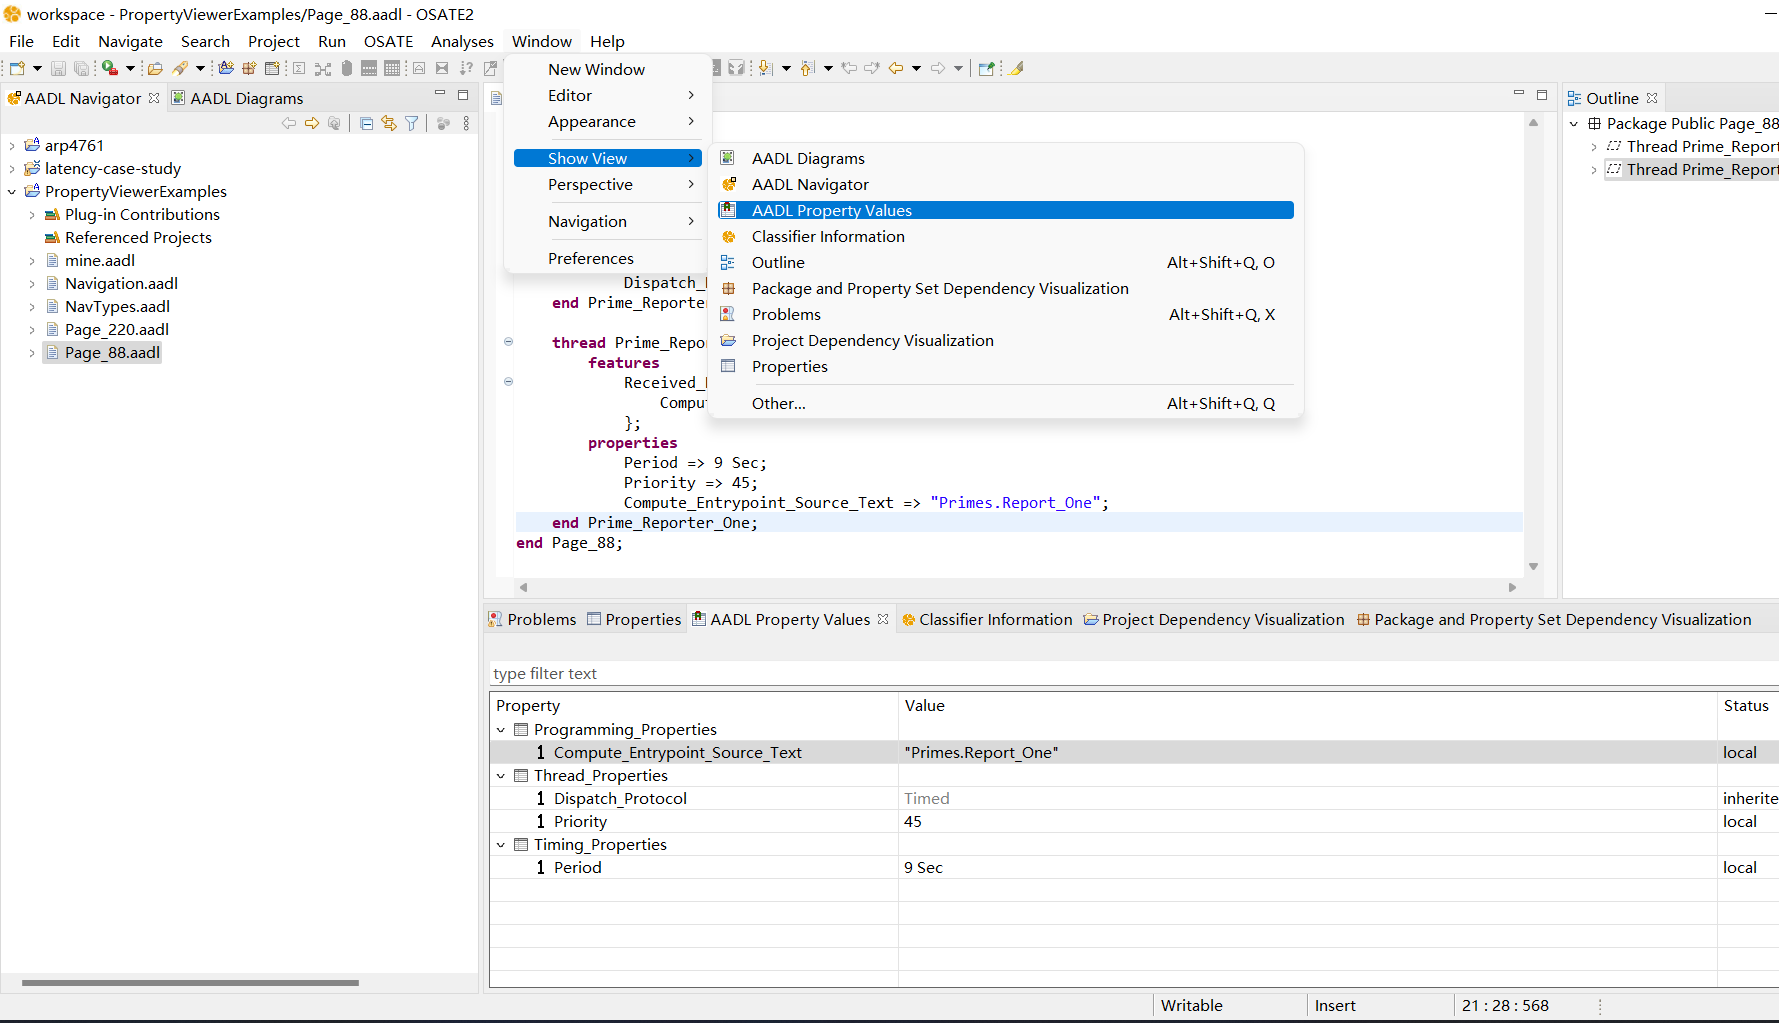 workspace - PropertyViewerExamples/Page_88.aadl - OSATE2
File Edit Navigate Search Project Run OSATE Analyses Window Help
AADL Navigator
AADL Diagrams
arp4761
latency-case-study
PropertyViewerExamples
Plug-in Contributions
Referenced Projects
mine.aadl
Navigation.aadl
NavTypes.aadl
Page_220.aadl
Page_88.aadl
New Window
Editor
Appearance
Show View
Perspective
Navigation
Preferences
AADL Diagrams
AADL Navigator
AADL Property Values
Classifier Information
Outline Alt+Shift+Q, O
Package and Property Set Dependency Visualization
Problems Alt+Shift+Q, X
Project Dependency Visualization
Properties
Other... Alt+Shift+Q, Q
Dispatch_
end Prime_Reporter
thread Prime_Repo
features
Received_
Compu
};
properties
Period => 9 Sec;
Priority => 45;
Compute_Entrypoint_Source_Text => "Primes.Report_One";
end Prime_Reporter_One;
end Page_88;
Outline
Package Public Page_88
Thread Prime_Report
Thread Prime_Report
Problems Properties AADL Property Values Classifier Information Project Dependency Visualization Package and Property Set Dependency Visualization
type filter text
Property Value Status
Programming_Properties
1 Compute_Entrypoint_Source_Text "Primes.Report_One" local
Thread_Properties
1 Dispatch_Protocol Timed inherite
1 Priority 45 local
Timing_Properties
1 Period 9 Sec local
Writable Insert 21 : 28 : 568